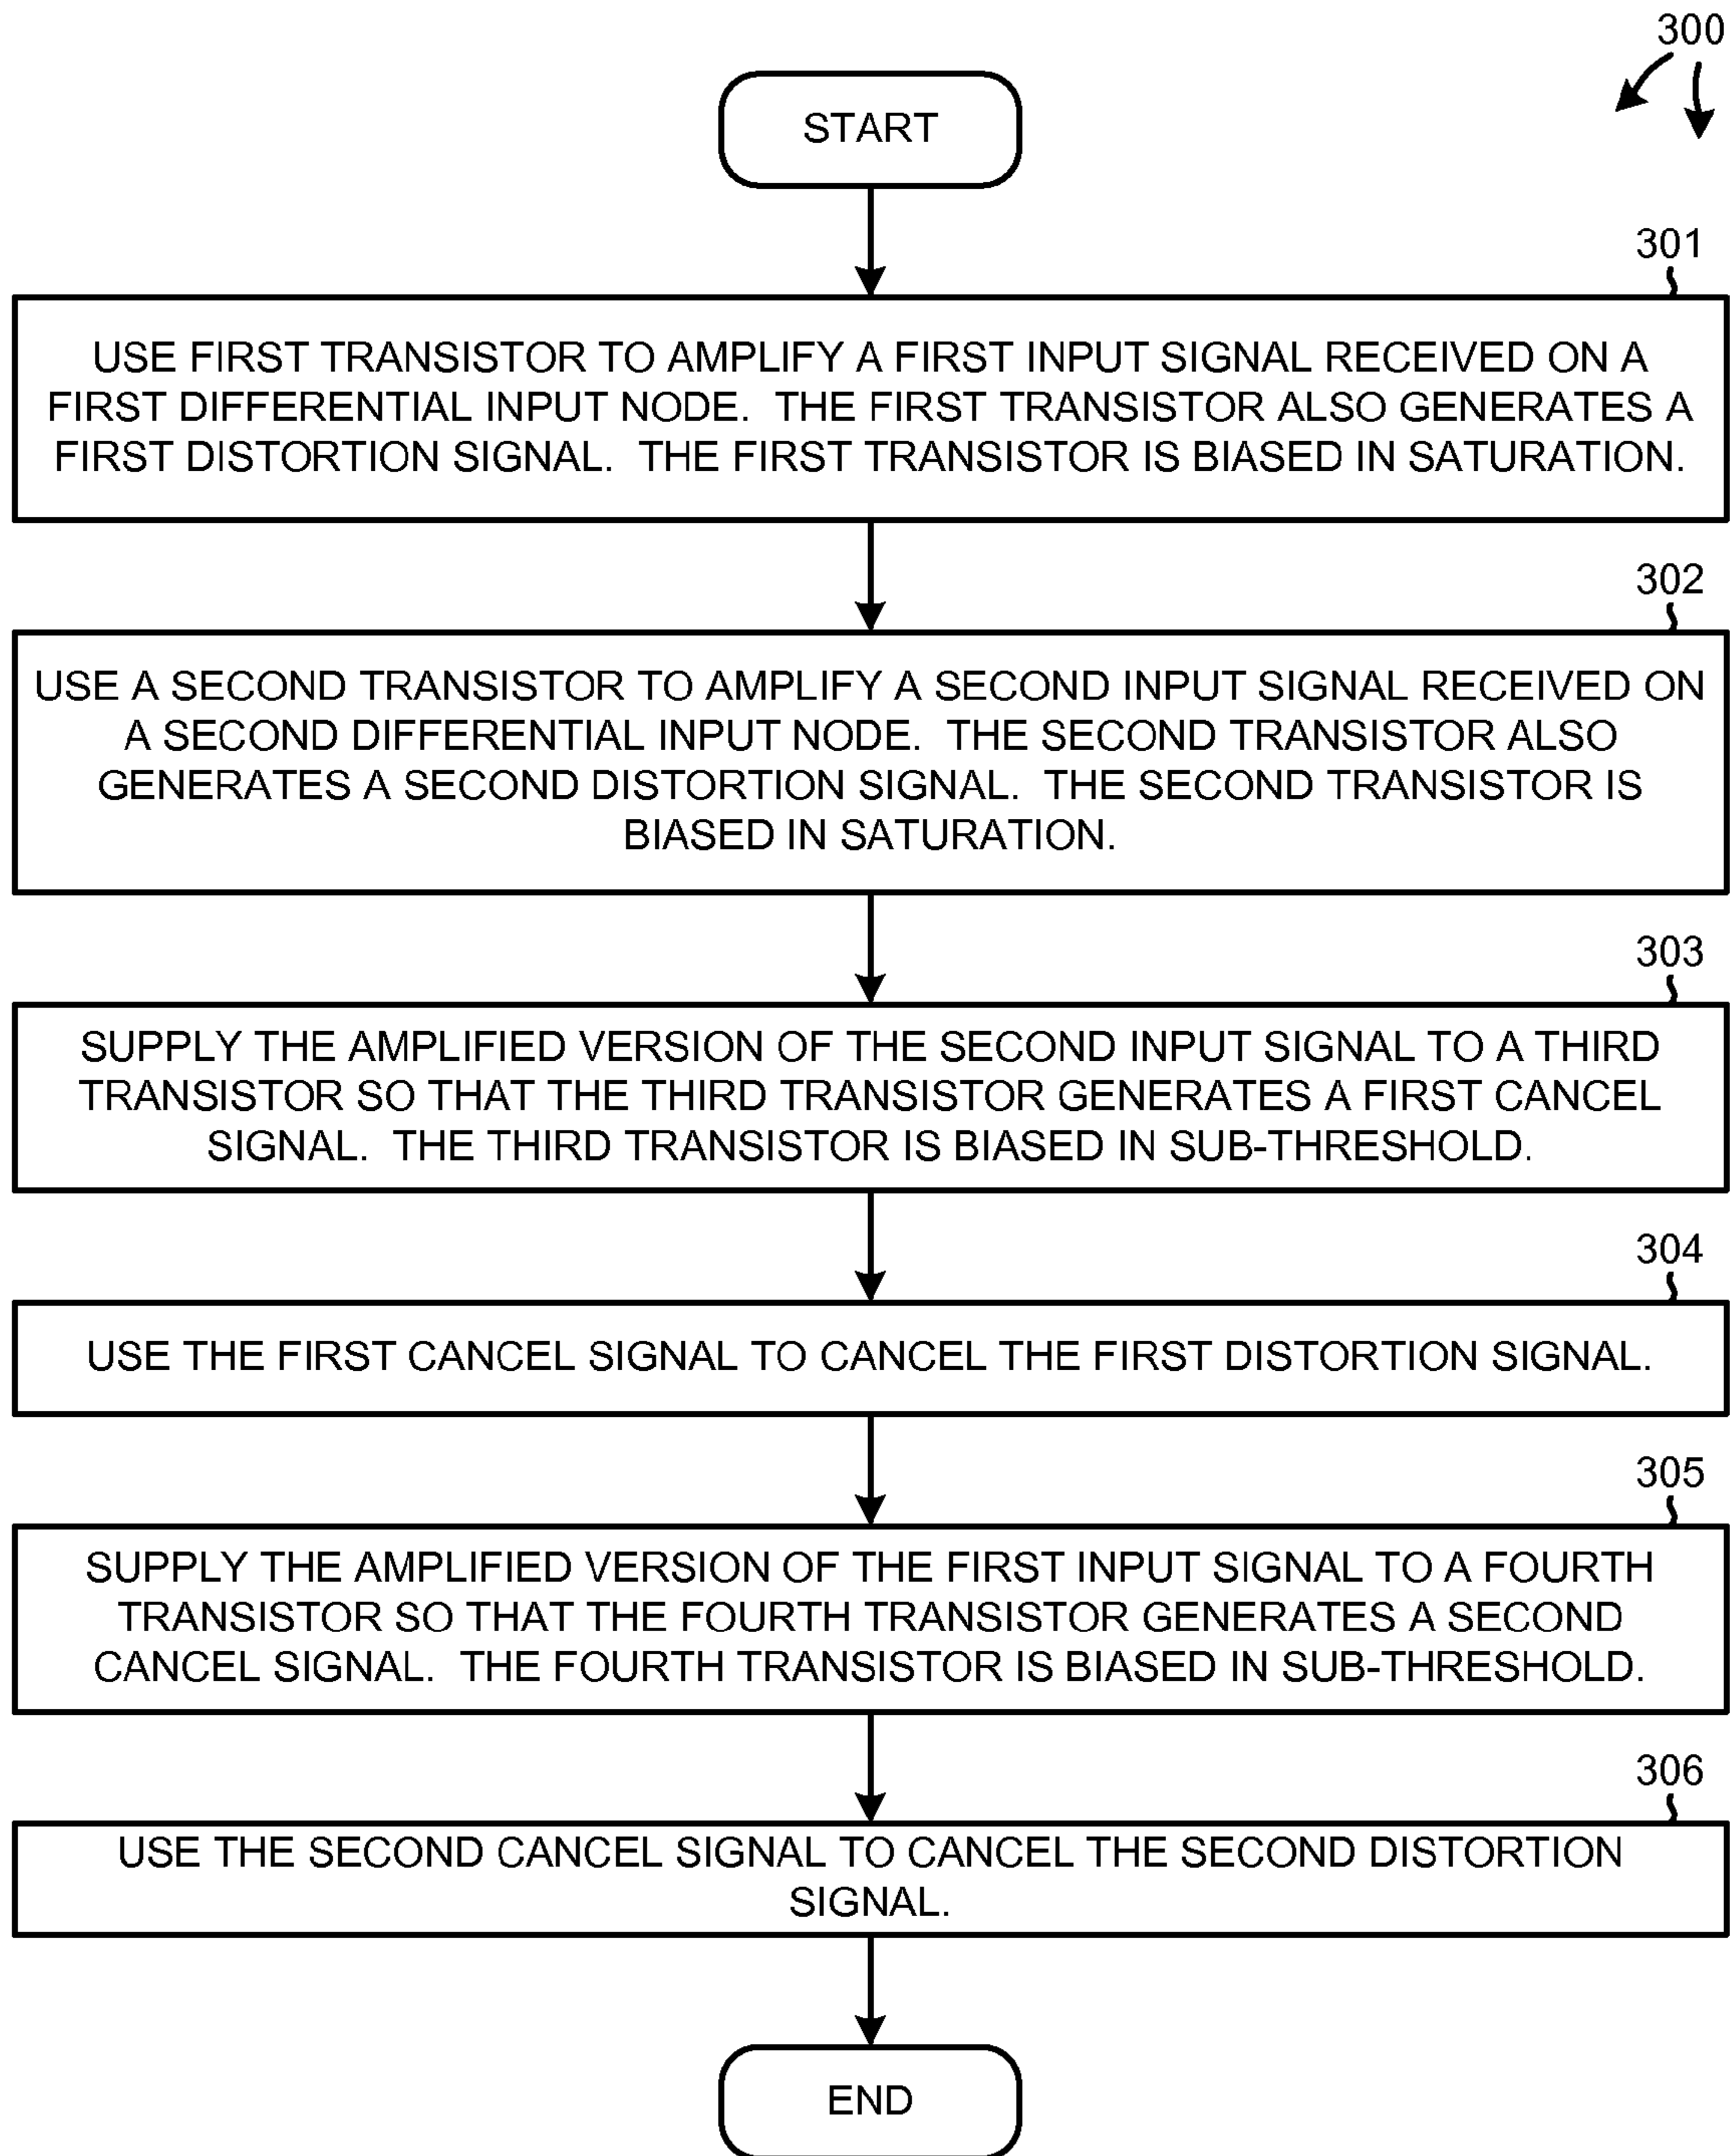 300
START
301
USE FIRST TRANSISTOR TO AMPLIFY A FIRST INPUT SIGNAL RECEIVED ON A
FIRST DIFFERENTIAL INPUT NODE. THE FIRST TRANSISTOR ALSO GENERATES A
FIRST DISTORTION SIGNAL. THE FIRST TRANSISTOR IS BIASED IN SATURATION.
302
USE A SECOND TRANSISTOR TO AMPLIFY A SECOND INPUT SIGNAL RECEIVED ON
A SECOND DIFFERENTIAL INPUT NODE. THE SECOND TRANSISTOR ALSO
GENERATES A SECOND DISTORTION SIGNAL. THE SECOND TRANSISTOR IS
BIASED IN SATURATION.
303
SUPPLY THE AMPLIFIED VERSION OF THE SECOND INPUT SIGNAL TO A THIRD
TRANSISTOR SO THAT THE THIRD TRANSISTOR GENERATES A FIRST CANCEL
SIGNAL. THE THIRD TRANSISTOR IS BIASED IN SUB-THRESHOLD.
304
USE THE FIRST CANCEL SIGNAL TO CANCEL THE FIRST DISTORTION SIGNAL.
305
SUPPLY THE AMPLIFIED VERSION OF THE FIRST INPUT SIGNAL TO A FOURTH
TRANSISTOR SO THAT THE FOURTH TRANSISTOR GENERATES A SECOND
CANCEL SIGNAL. THE FOURTH TRANSISTOR IS BIASED IN SUB-THRESHOLD.
306
USE THE SECOND CANCEL SIGNAL TO CANCEL THE SECOND DISTORTION
SIGNAL.
END